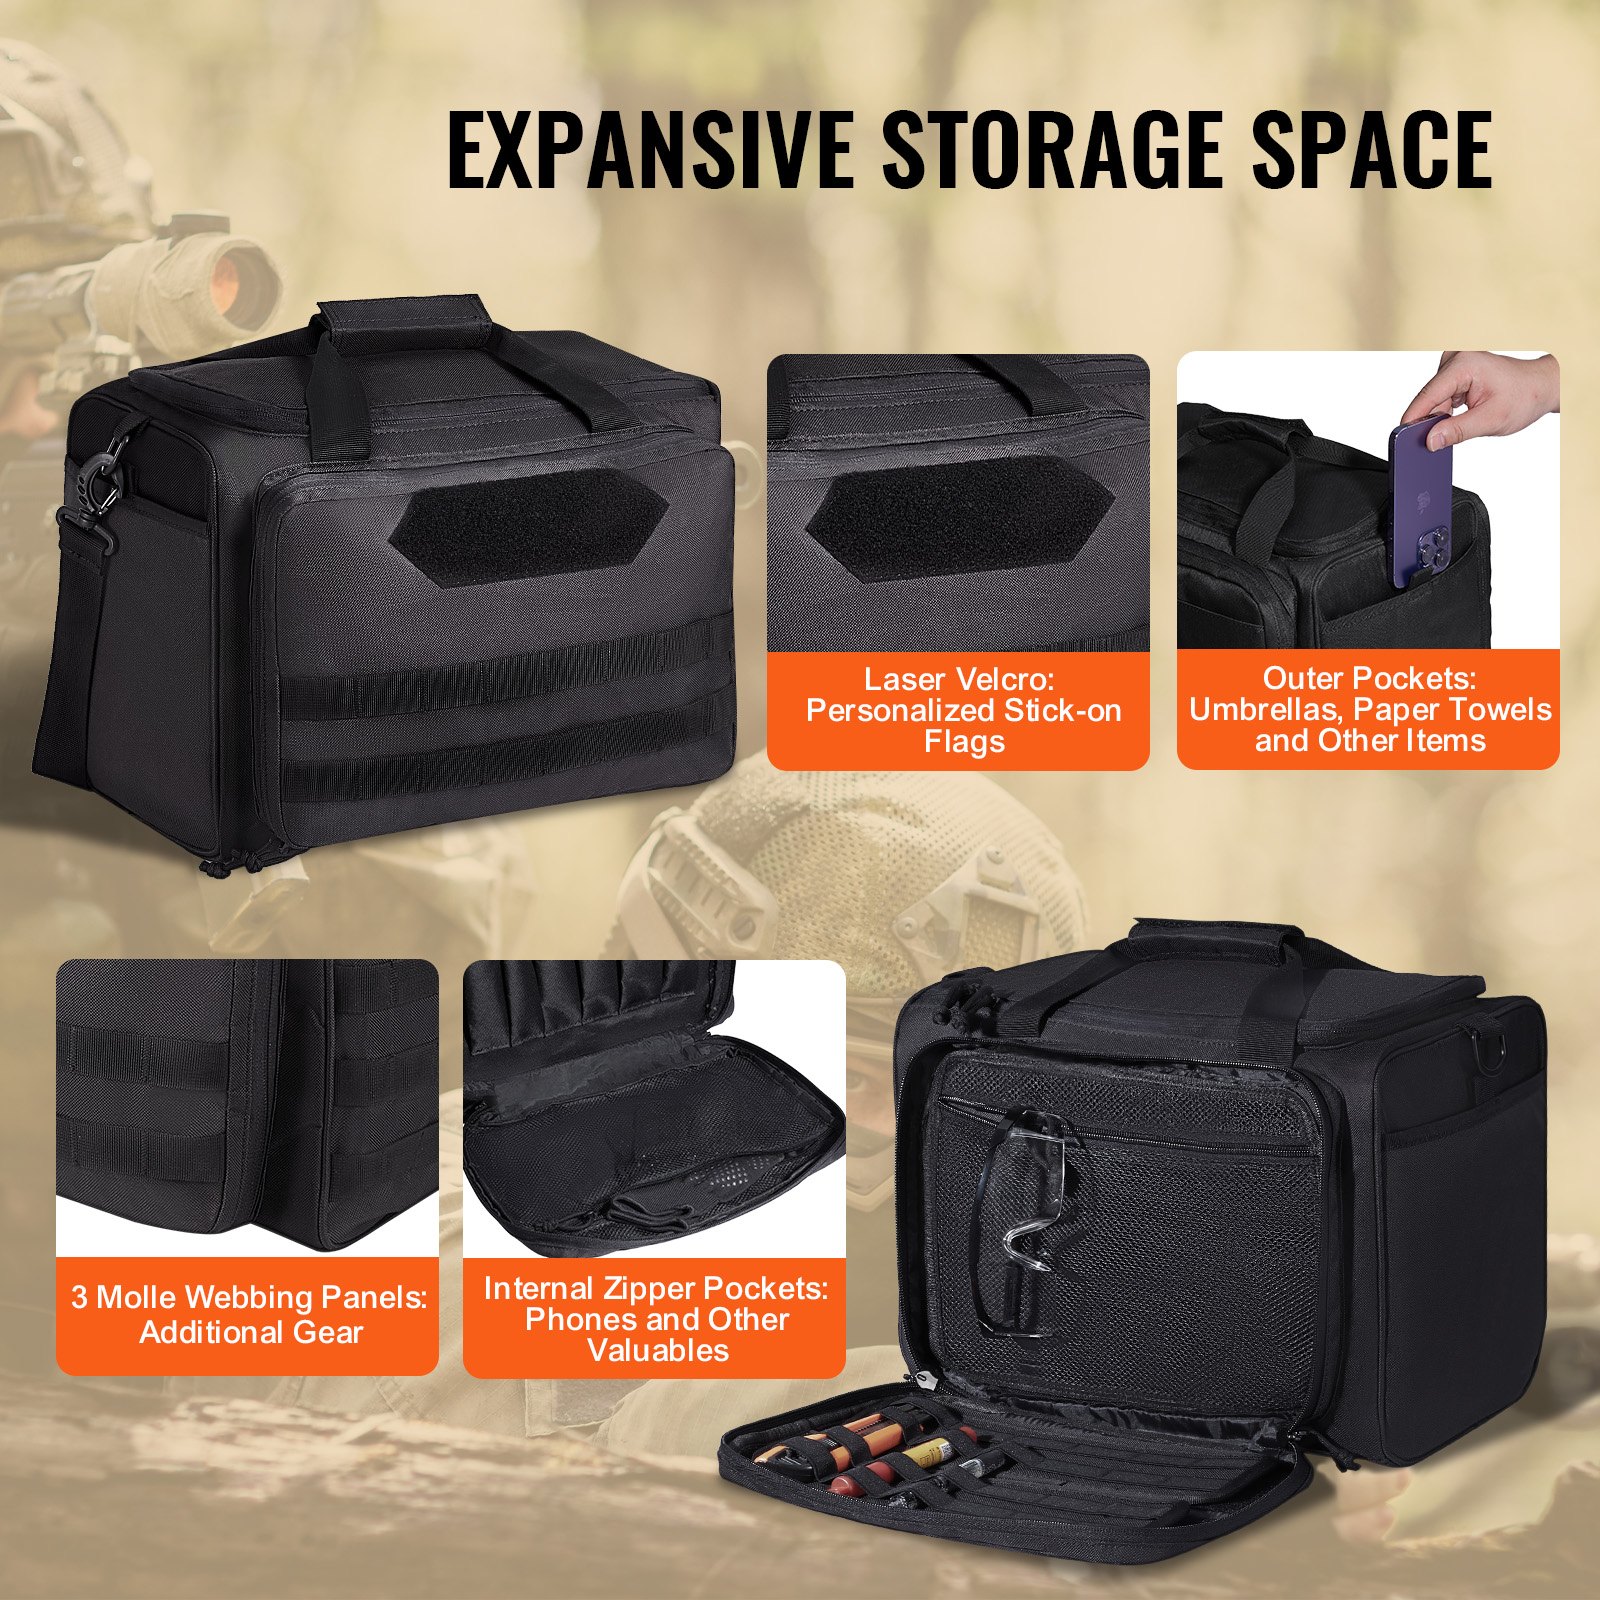 EXPANSIVE STORAGE SPACE
Laser Velcro:
Personalized Stick-on
Flags
Outer Pockets:
Umbrellas, Paper Towels
and Other Items
3 Molle Webbing Panels:
Additional Gear
Internal Zipper Pockets:
Phones and Other
Valuables